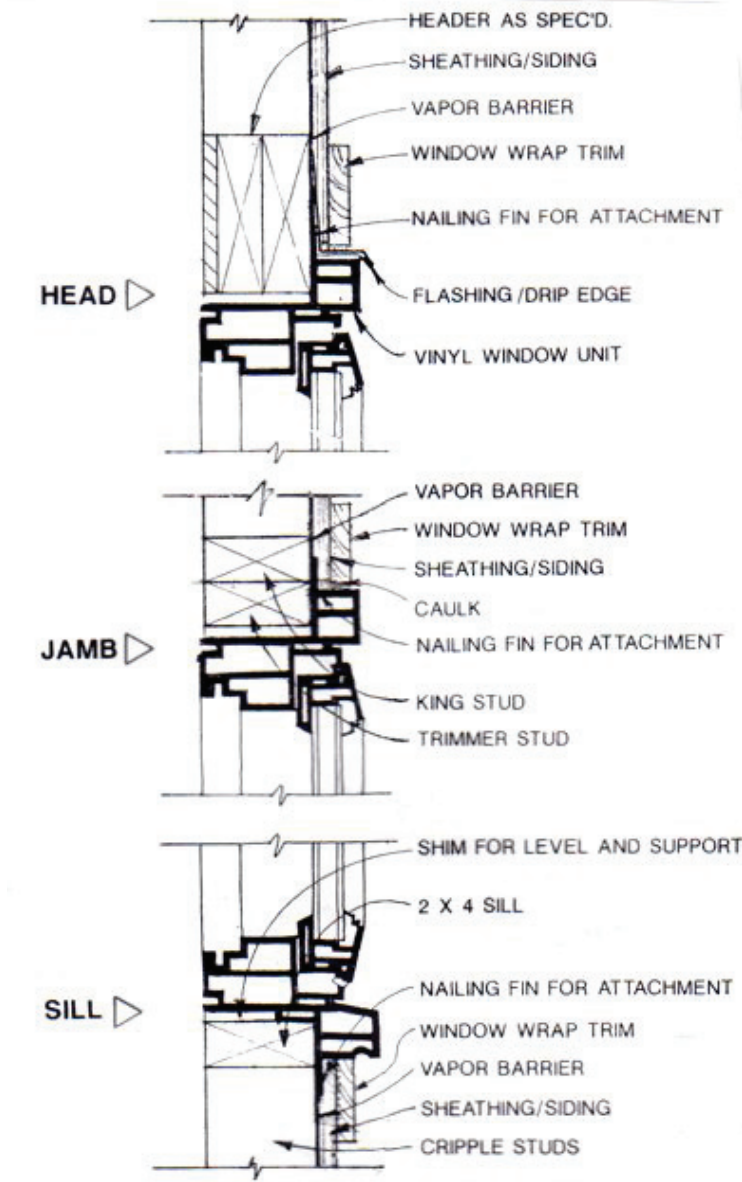 HEADER AS SPEC'D.
SHEATHING/SIDING
VAPOR BARRIER
WINDOW WRAP TRIM
NAILING FIN FOR ATTACHMENT
HEAD
FLASHING/DRIP EDGE
VINYL WINDOW UNIT
VAPOR BARRIER
WINDOW WRAP TRIM
SHEATHING/SIDING
CAULK
NAILING FIN FOR ATTACHMENT
JAMB
KING STUD
TRIMMER STUD
SHIM FOR LEVEL AND SUPPORT
2 X 4 SILL
NAILING FIN FOR ATTACHMENT
SILL
WINDOW WRAP TRIM
VAPOR BARRIER
SHEATHING/SIDING
CRIPPLE STUDS